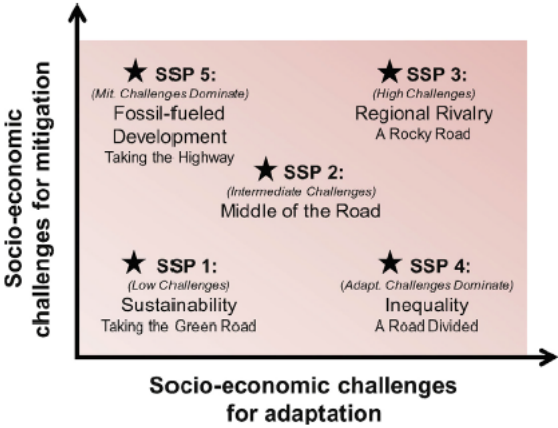 Socio-economic
challenges for mitigation
SSP 5:
(Mit. Challenges Dominate)
Fossil-fueled
Development
Taking the Highway
SSP 3:
(High Challenges)
Regional Rivalry
A Rocky Road
SSP 2:
(Intermediate Challenges)
Middle of the Road
SSP 1:
(Low Challenges)
Sustainability
Taking the Green Road
SSP 4:
(Adapt. Challenges Dominate)
Inequality
A Road Divided
Socio-economic challenges
for adaptation